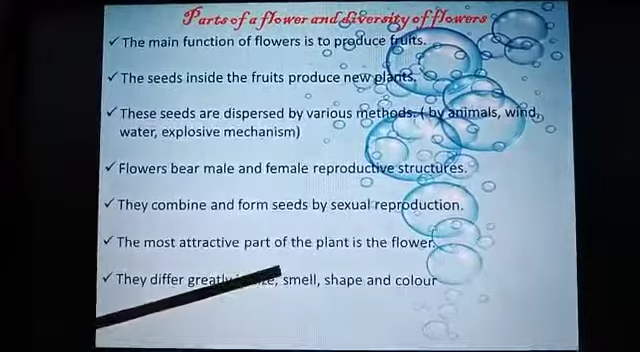 Parts of a flower and diversity of flowers
✓ The main function of flowers is to produce fruits.
✓ The seeds inside the fruits produce new plants.
✓ These seeds are dispersed by various methods. ( by animals, wind,
water, explosive mechanism)
✓ Flowers bear male and female reproductive structures.
✓ They combine and form seeds by sexual reproduction.
✓ The most attractive part of the plant is the flower.
✓ They differ greatly smell, shape and colour